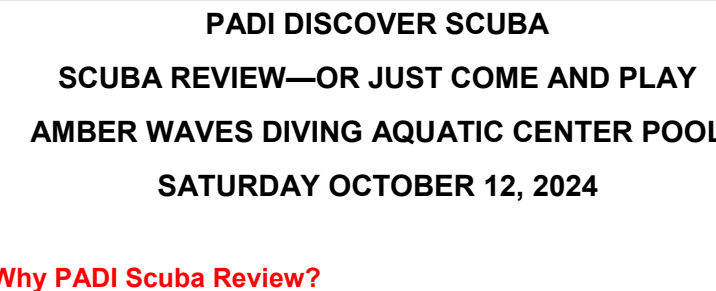 PADI DISCOVER SCUBA
SCUBA REVIEW—OR JUST COME AND PLAY
AMBER WAVES DIVING AQUATIC CENTER POOL
SATURDAY OCTOBER 12, 2024
Why PADI Scuba Review?